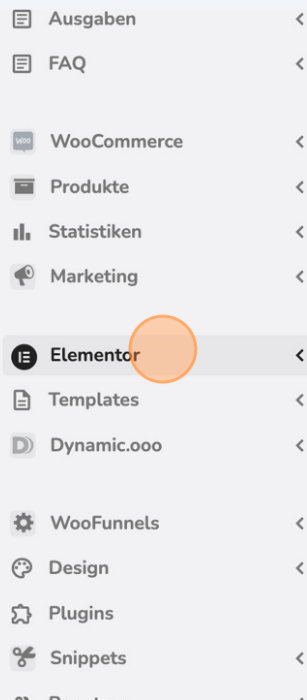 Ausgaben
FAQ
WooCommerce
Produkte
Statistiken
Marketing
Elementor
Templates
Dynamic.ooo
WooFunnels
Design
Plugins
Snippets